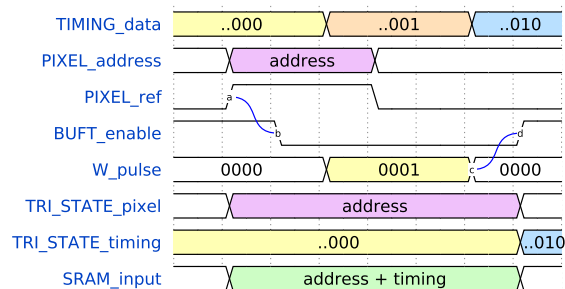 TIMING_data ..000 ..001 ..010
PIXEL_address address
PIXEL_ref a
BUFT_enable b d
W_pulse 0000 0001 c 0000
TRI_STATE_pixel address
TRI_STATE_timing ..000 ..010
SRAM_input address + timing